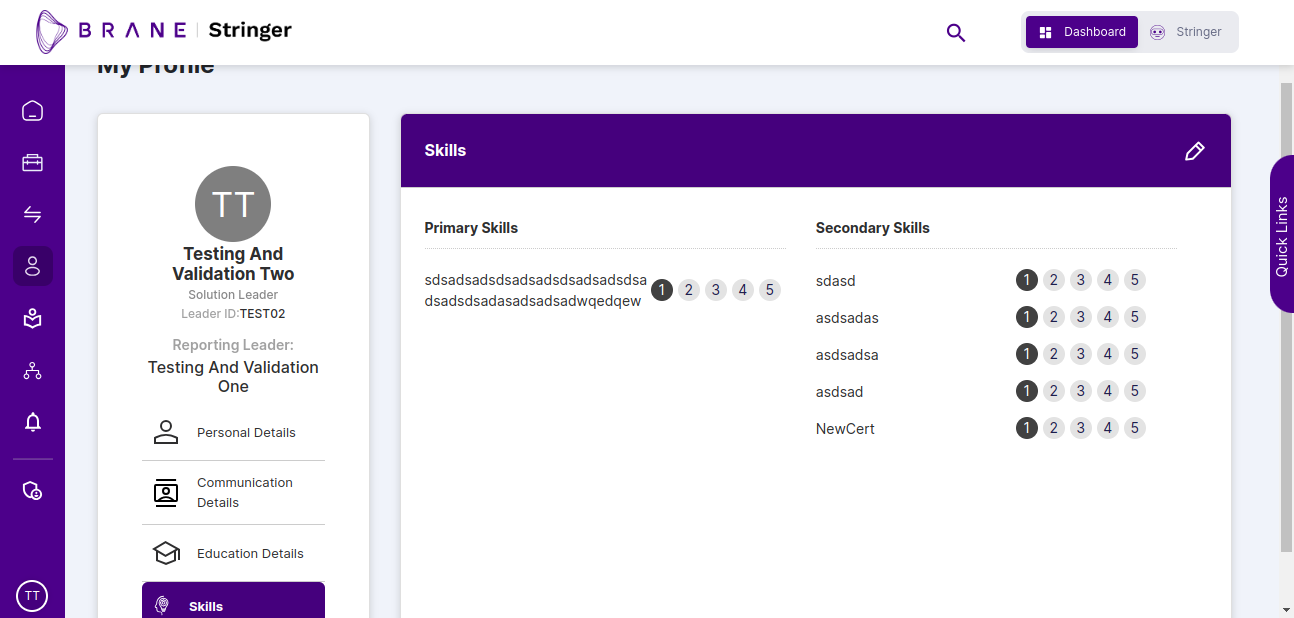 BRANE | Stringer
Dashboard
Stringer
My Profile
TT
Testing And
Validation Two
Solution Leader
Leader ID:TEST02
Reporting Leader:
Testing And Validation
One
Personal Details
Communication
Details
Education Details
Skills
TT
Skills
Primary Skills
sdsadsadsdsadsadsdsadsadsdsa
dsadsdsadasadsadsadwqedqew
1 2 3 4 5
Secondary Skills
sdasd 1 2 3 4 5
asdsadas 1 2 3 4 5
asdsadsa 1 2 3 4 5
asdsad 1 2 3 4 5
NewCert 1 2 3 4 5
Quick Links